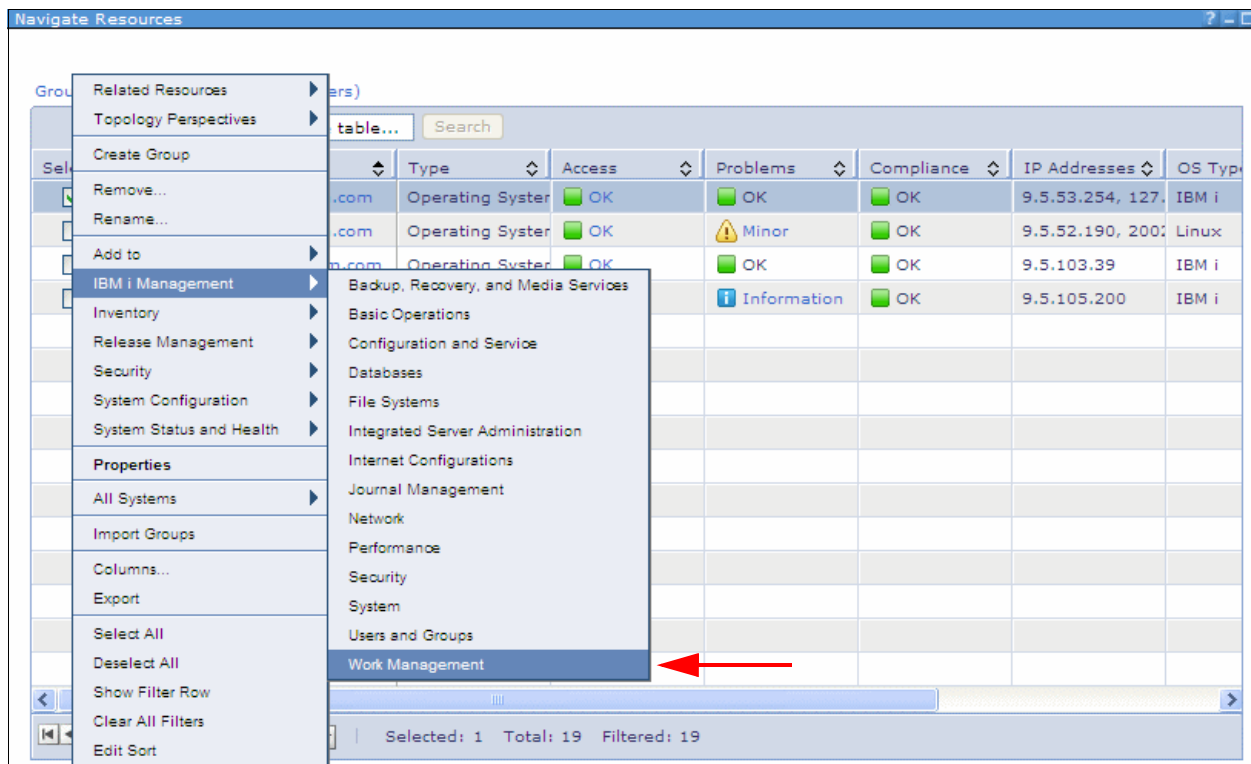 Navigate Resources
? 
Grou ers)
table... Search
Sele Type Access Problems Compliance IP Addresses OS Typ
.com Operating Syster OK OK OK 9.5.53.254, 127. IBM i
.com Operating Syster OK Minor OK 9.5.52.190, 2002 Linux
m.com Operating Syster OK OK OK 9.5.103.39 IBM i
Information OK 9.5.105.200 IBM i
Related Resources
Topology Perspectives
Create Group
Remove...
Rename...
Add to
IBM i Management
Inventory
Release Management
Security
System Configuration
System Status and Health
Properties
All Systems
Import Groups
Columns...
Export
Select All
Deselect All
Show Filter Row
Clear All Filters
Edit Sort
Backup, Recovery, and Media Services
Basic Operations
Configuration and Service
Databases
File Systems
Integrated Server Administration
Internet Configurations
Journal Management
Network
Performance
Security
System
Users and Groups
Work Management
Selected: 1 Total: 19 Filtered: 19